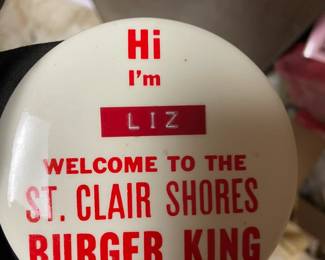 Hi
I'm
LIZ
WELCOME TO THE
ST. CLAIR SHORES
BURGER KING